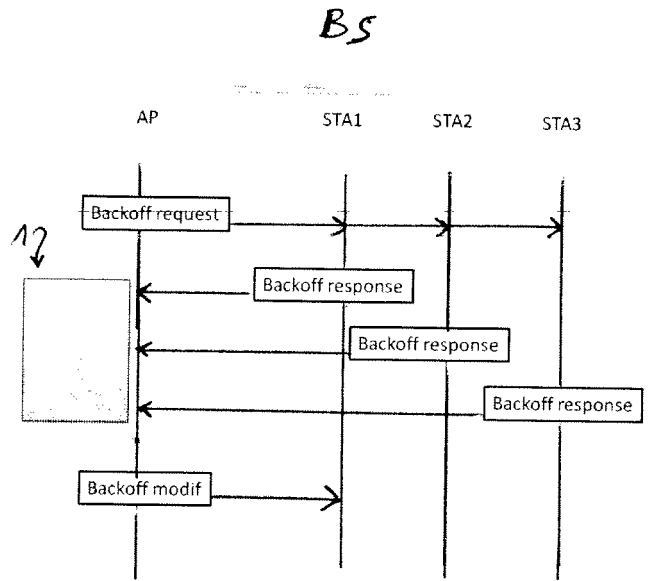 BS
AP STA1 STA2 STA3
Backoff request
12
Backoff response
Backoff response
Backoff response
Backoff modif